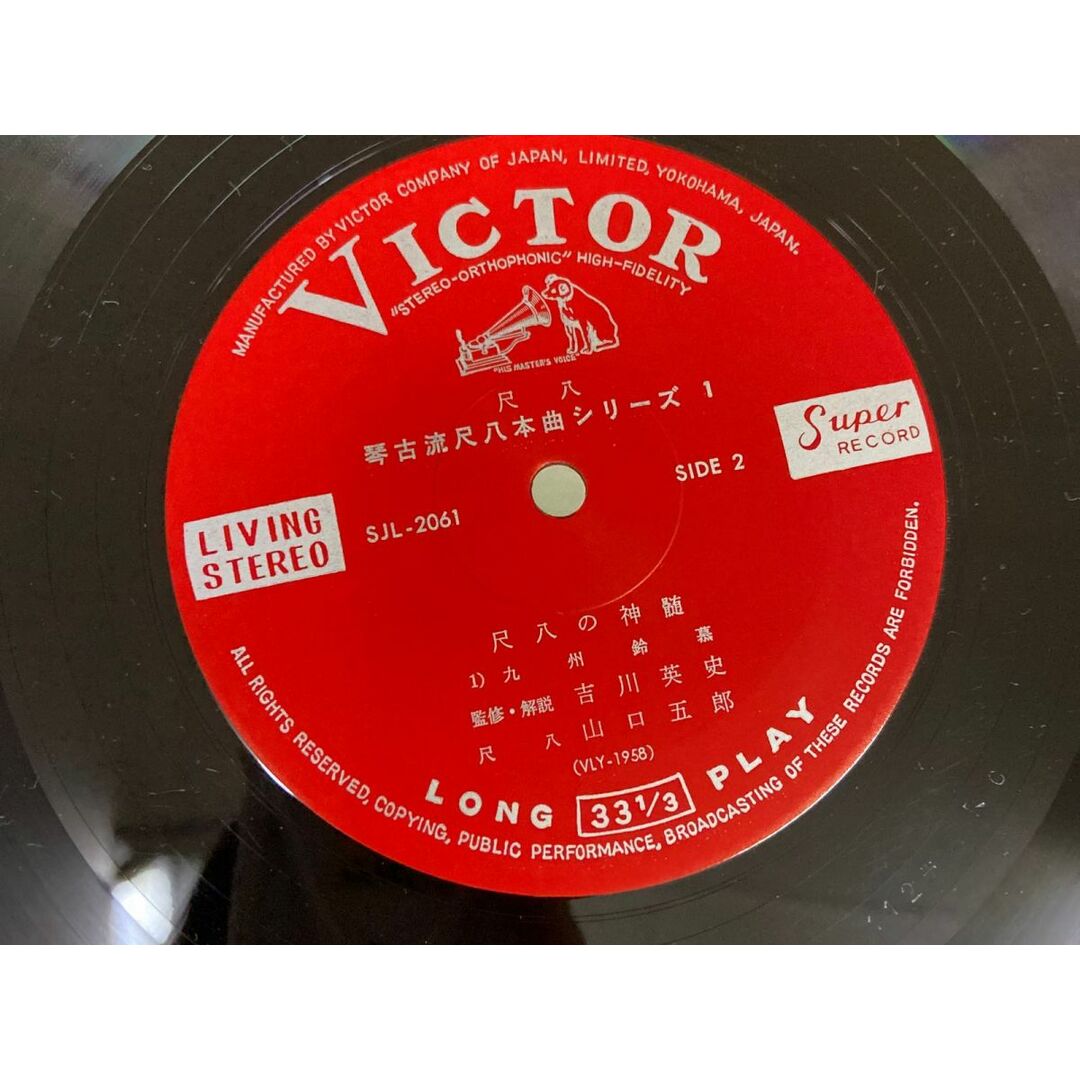 MANUFACTURED BY VICTOR COMPANY OF JAPAN, LIMITED, YOKOHAMA, JAPAN.
VICTOR
"STEREO-ORTHOPHONIC" HIGH-FIDELITY
"HIS MASTER'S VOICE"
尺八
琴古流尺八本曲シリーズ 1
Super
RECORD
SIDE 2
LIVING
STEREO
SJL-2061
尺八の神髄
1) 九州鈴慕
監修・解説 吉川英史
尺八 山口五郎
(VLY-1958)
LONG 33 1/3 PLAY
ALL RIGHTS RESERVED, COPYING, PUBLIC PERFORMANCE, BROADCASTING OF THESE RECORDS ARE FORBIDDEN.